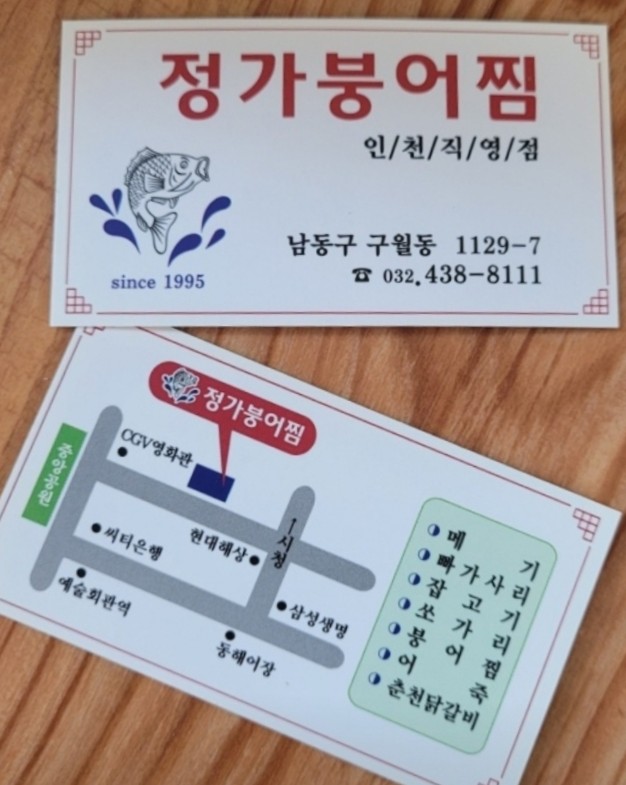 정가붕어찜
인/천/직/영/점
남동구 구월동 1129-7
☎ 032.438-8111
since 1995
정가붕어찜
CGV영화관
중앙공원
씨티은행
현대해상
↑시청
예술회관역
삼성생명
동해어장
메기
빠가사리
잡고기
쏘가리
붕어찜
어죽
춘천닭갈비